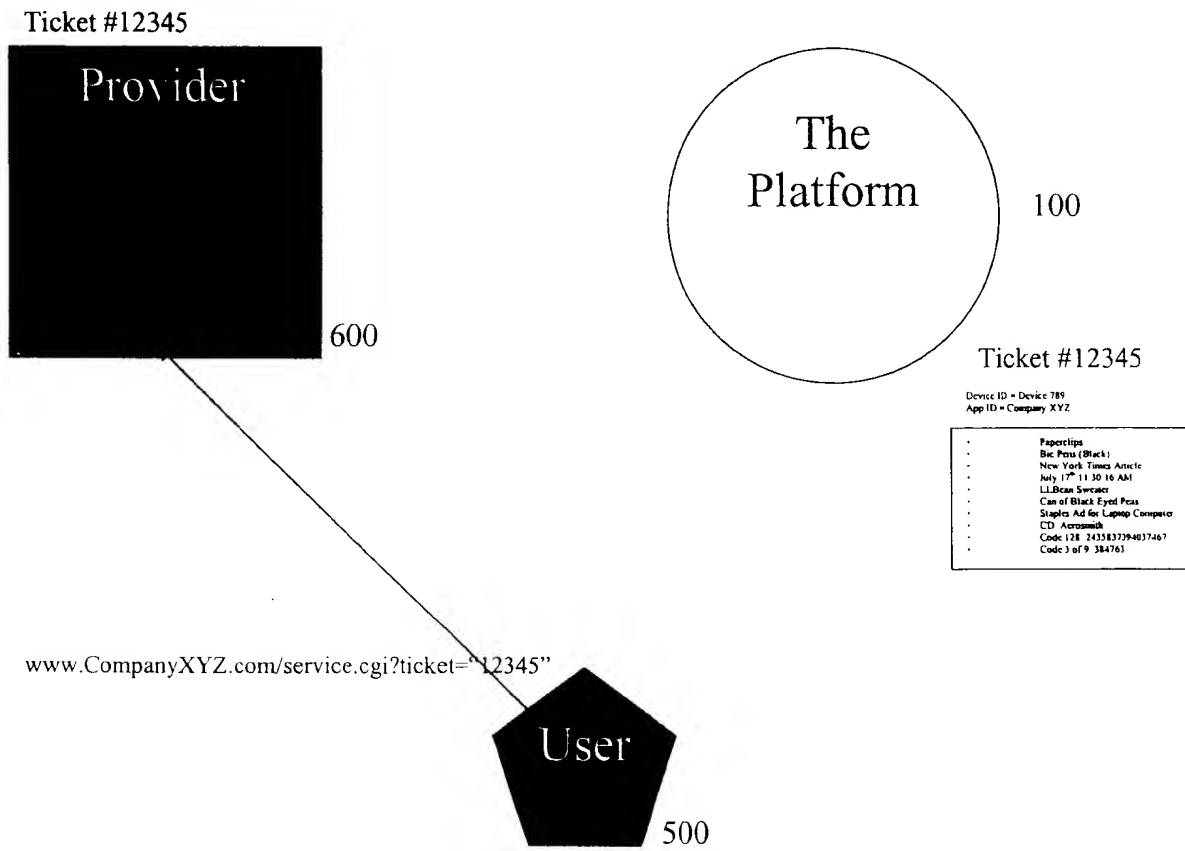 Ticket #12345
Provider
600
The
Platform
100
Ticket #12345
Device ID = Device 789
App ID = Company XYZ
Paperclips
Bic Pens (Black)
New York Times Article
July 17th 11 30 16 AM
LLBean Sweater
Can of Black Eyed Peas
Staples Ad for Laptop Computer
CD Aerosmith
Code 128 2435837394037467
Code 3 of 9 384763
www.CompanyXYZ.com/service.cgi?ticket=“12345”
User
500